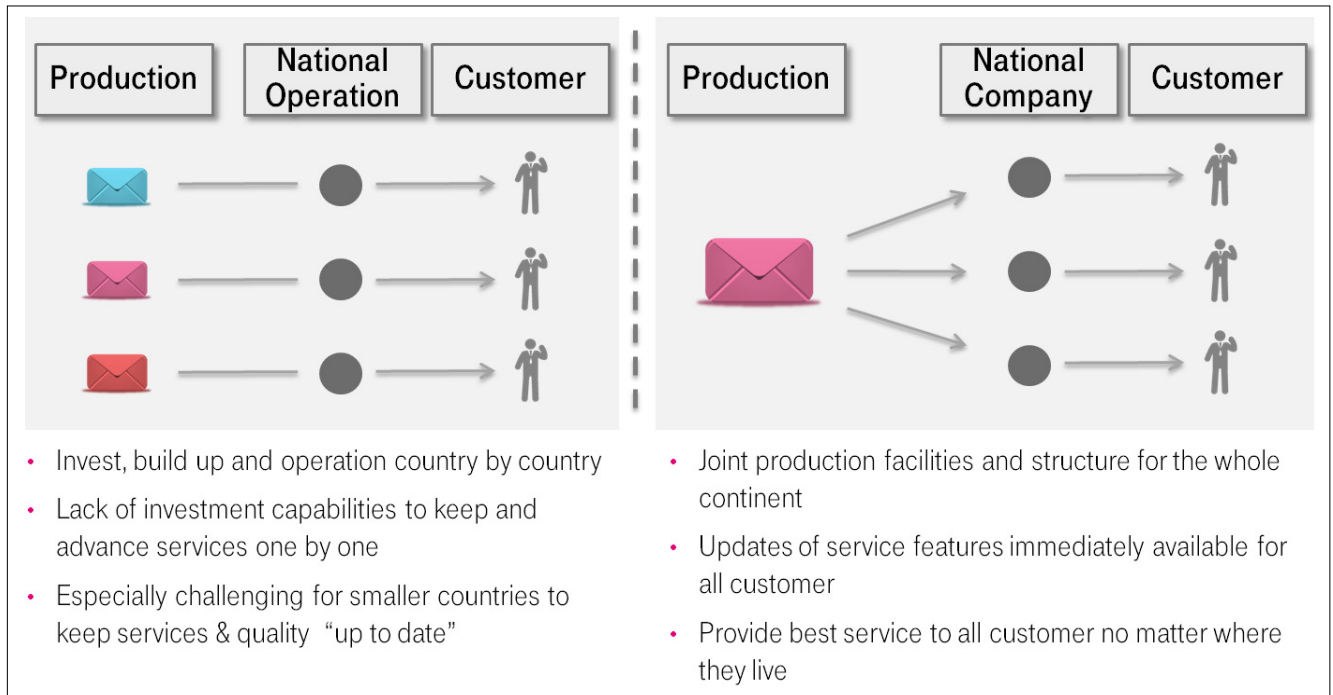 Production
National
Operation
Customer
• Invest, build up and operation country by country
• Lack of investment capabilities to keep and
advance services one by one
• Especially challenging for smaller countries to
keep services & quality “up to date”
Production
National
Company
Customer
• Joint production facilities and structure for the whole
continent
• Updates of service features immediately available for
all customer
• Provide best service to all customer no matter where
they live